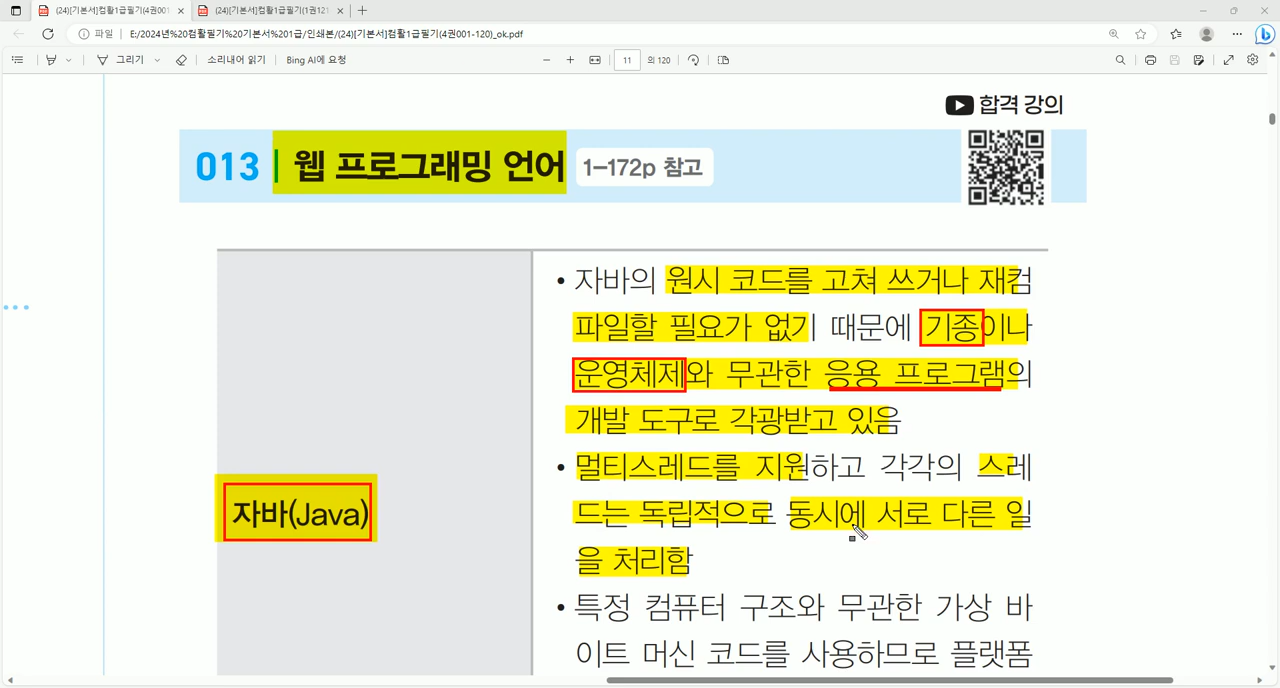 (24)[기본서]컴활1급필기(4권001
(24)[기본서]컴활1급필기(1권121
파일
E:/2024년%20컴활필기%20기본서%201급/인쇄본/(24)[기본서]컴활1급필기(4권001-120)_ok.pdf
그리기
소리내어 읽기
Bing AI에 요청
11
의 120
합격 강의
013 웹 프로그래밍 언어 1-172p 참고
자바(Java)
• 자바의 원시 코드를 고쳐 쓰거나 재컴
파일할 필요가 없기 때문에 기종이나
운영체제와 무관한 응용 프로그램의
개발 도구로 각광받고 있음
• 멀티스레드를 지원하고 각각의 스레
드는 독립적으로 동시에 서로 다른 일
을 처리함
• 특정 컴퓨터 구조와 무관한 가상 바
이트 머신 코드를 사용하므로 플랫폼